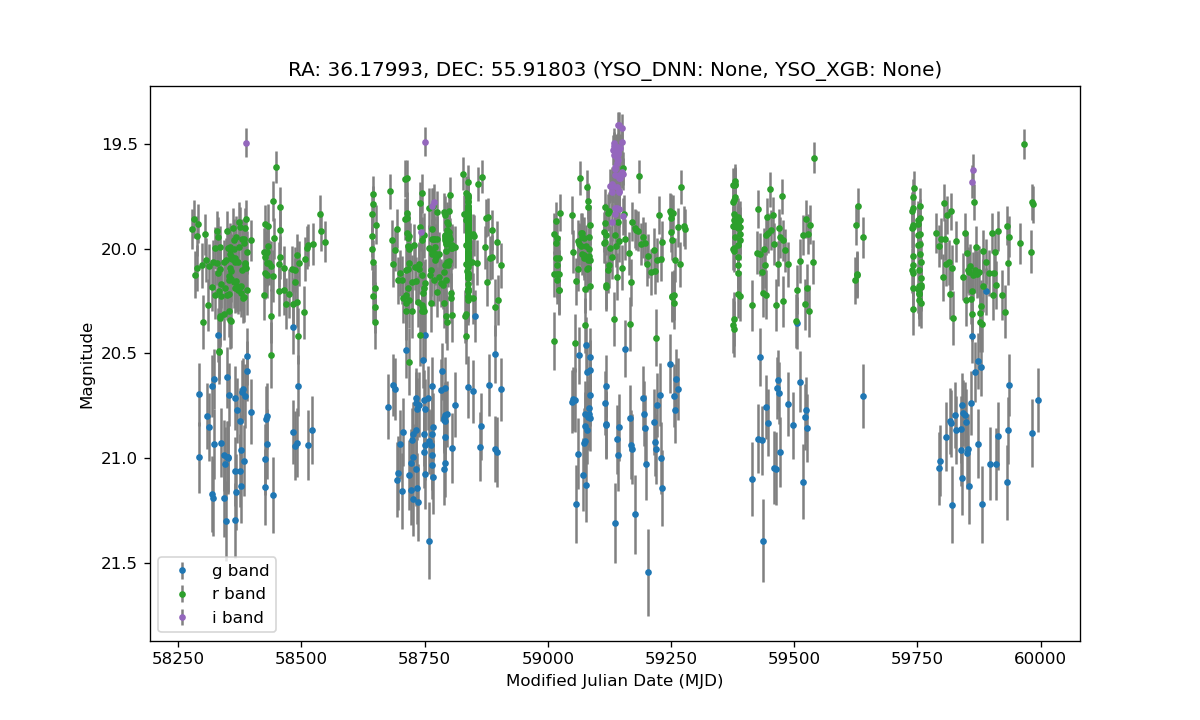 RA: 36.17993, DEC: 55.91803 (YSO_DNN: None, YSO_XGB: None)
19.5
20.0
20.5
21.0
21.5
Magnitude
g band
r band
i band
58250
58500
58750
59000
59250
59500
59750
60000
Modified Julian Date (MJD)